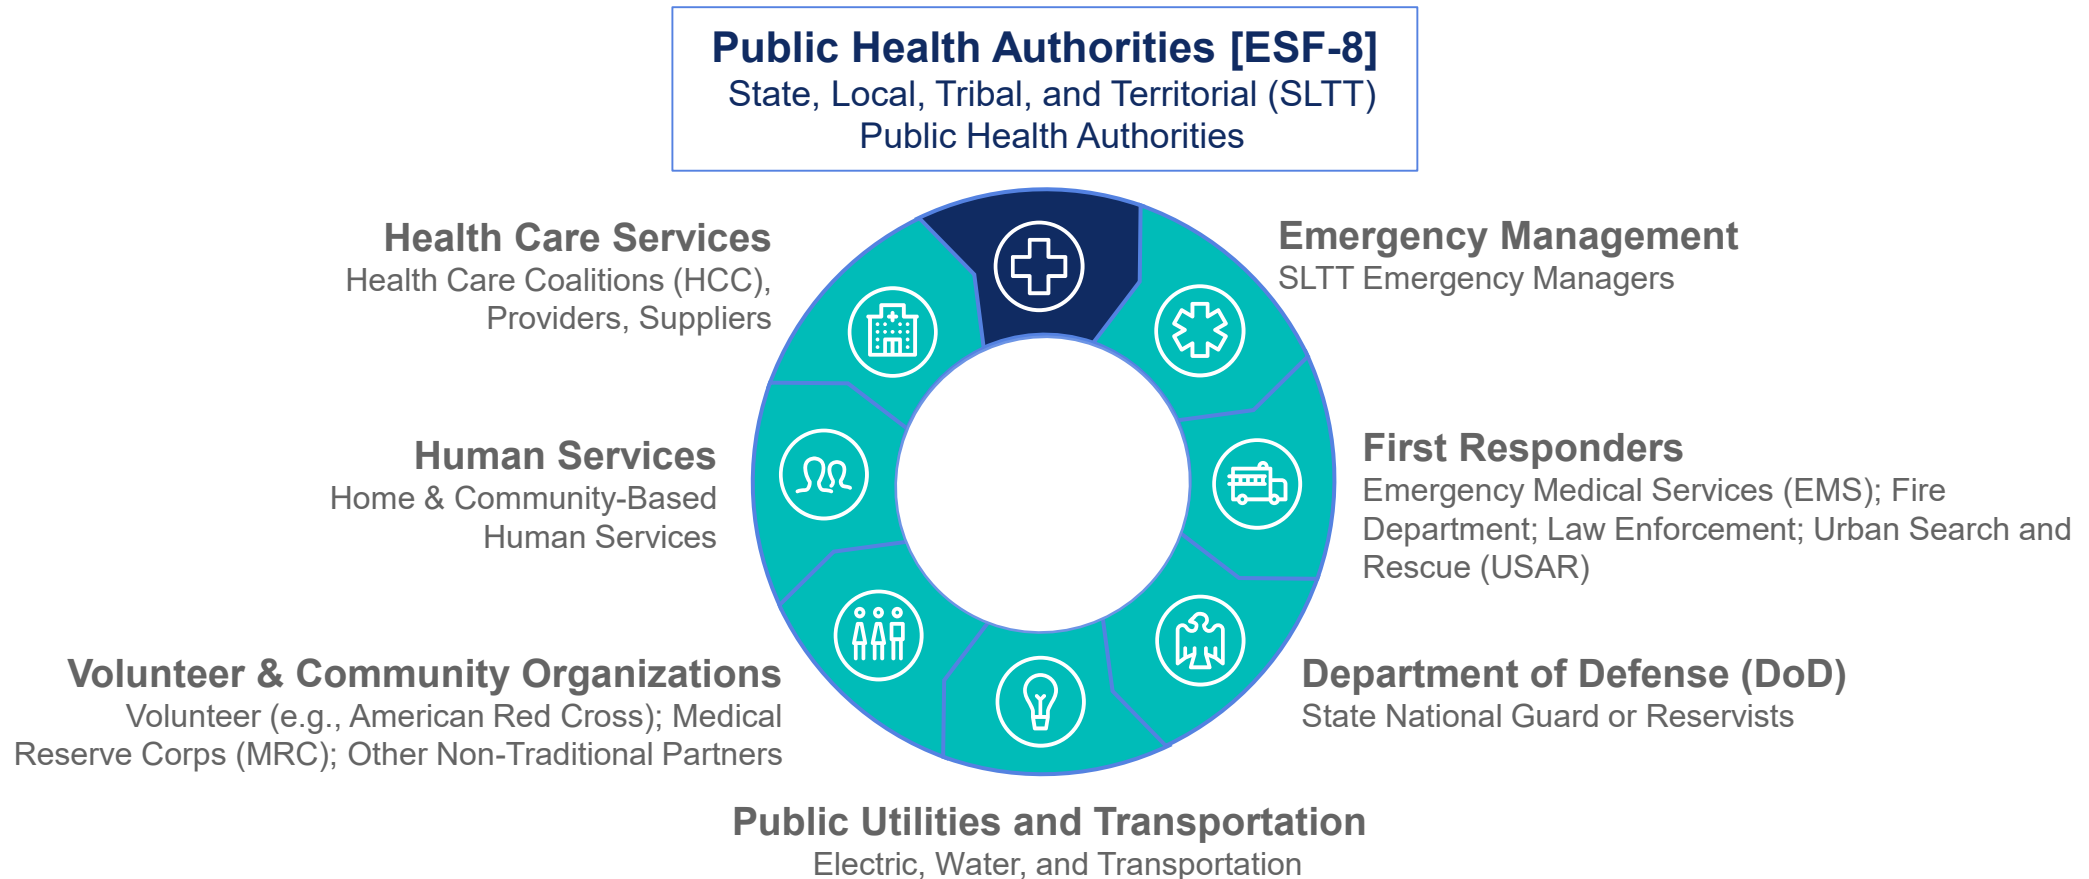 Public Health Authorities [ESF-8]
State, Local, Tribal, and Territorial (SLTT)
Public Health Authorities
Emergency Management
SLTT Emergency Managers
First Responders
Emergency Medical Services (EMS); Fire
Department; Law Enforcement; Urban Search and
Rescue (USAR)
Department of Defense (DoD)
State National Guard or Reservists
Public Utilities and Transportation
Electric, Water, and Transportation
Volunteer & Community Organizations
Volunteer (e.g., American Red Cross); Medical
Reserve Corps (MRC); Other Non-Traditional Partners
Human Services
Home & Community-Based
Human Services
Health Care Services
Health Care Coalitions (HCC),
Providers, Suppliers